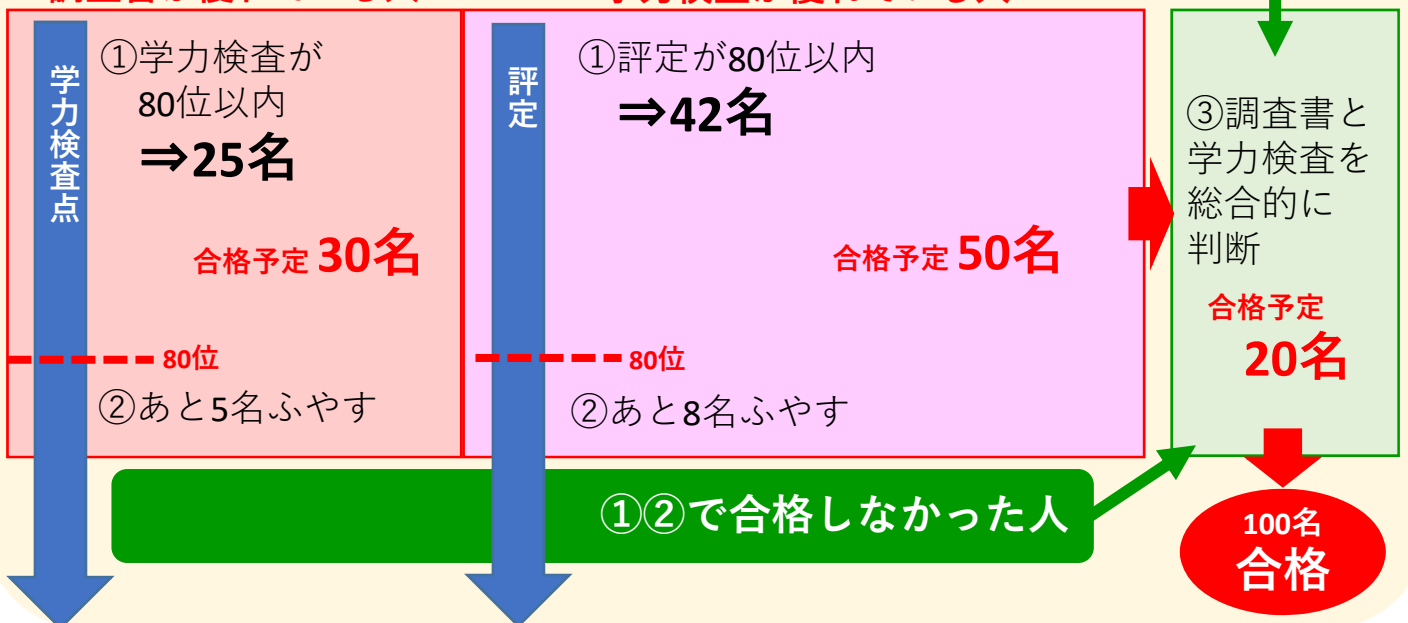 学力検査点
①学力検査が
80位以内
⇒25名
合格予定 30名
80位
②あと5名ふやす
評定
①評定が80位以内
⇒42名
合格予定 50名
80位
②あと8名ふやす
③調査書と
学力検査を
総合的に
判断
合格予定
20名
①②で合格しなかった人
100名
合格